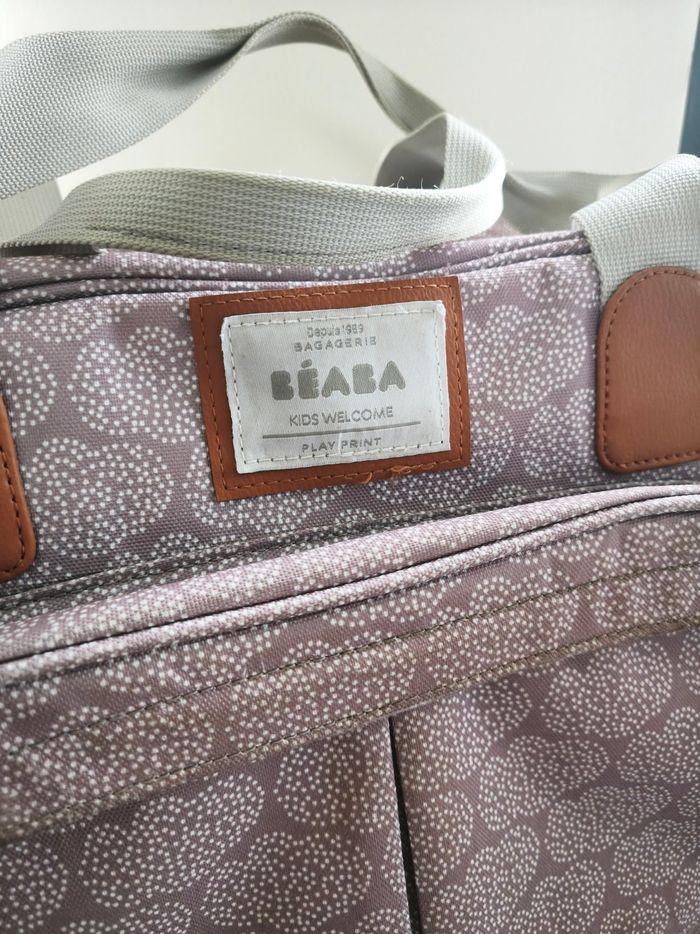 Depuis 1989
BAGAGERIE
BÉABA
KIDS WELCOME
PLAY PRINT